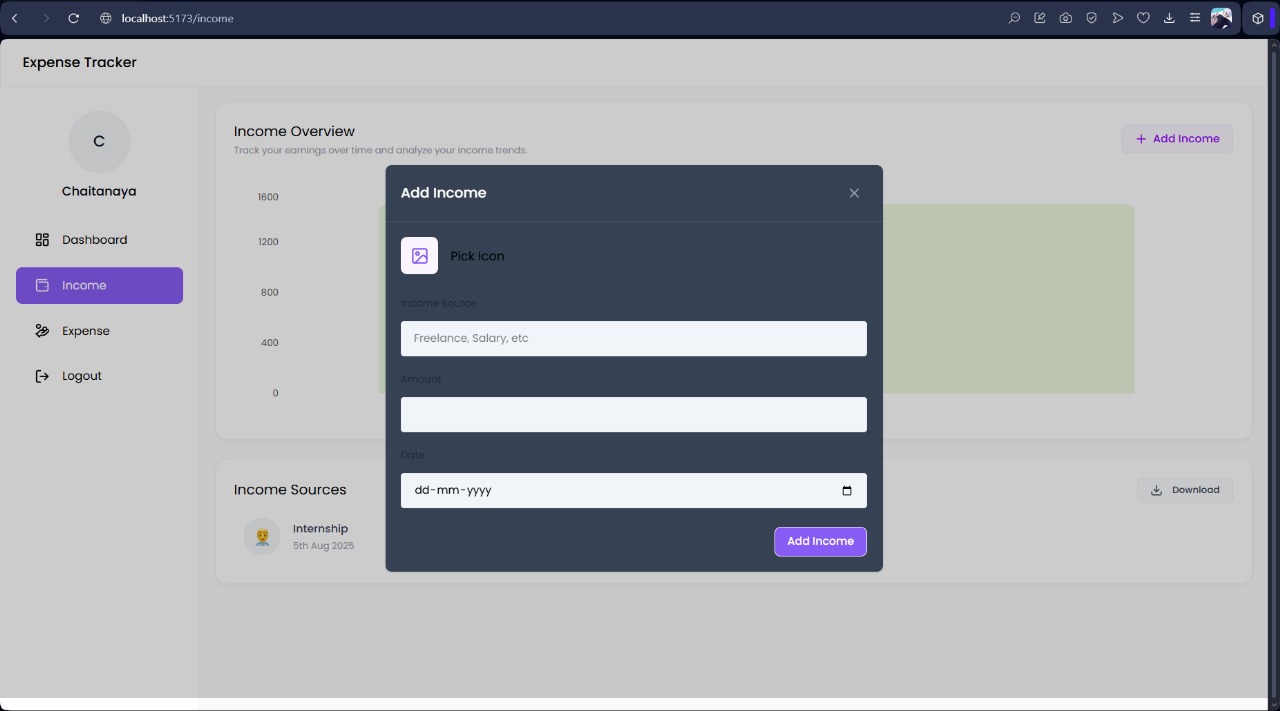 localhost:5173/income
Expense Tracker
C
Chaitanaya
Dashboard
Income
Expense
Logout
Income Overview
Track your earnings over time and analyze your income trends.
Add Income
1600
1200
800
400
0
Add Income
Pick Icon
Income Source
Freelance, Salary, etc
Amount
Date
dd-mm-yyyy
Add Income
Income Sources
Download
Internship
5th Aug 2025